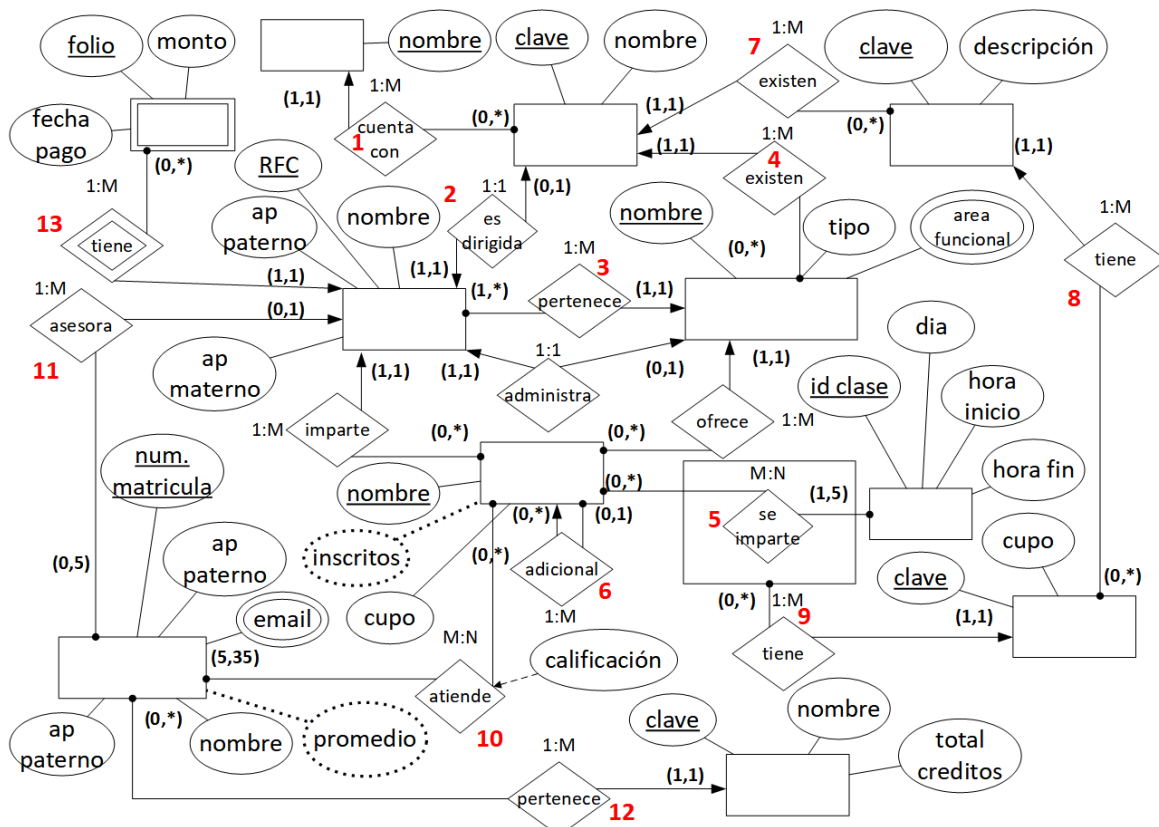 folio
monto
nombre
clave
nombre
7
1:M
existen
clave
descripción
(1,1)
1:M
fecha
pago
(0,*)
1
cuenta
con
(0,*)
(1,1)
(0,*)
(1,1)
1:M
RFC
(1,1)
4
existen
1:M
13
tiene
ap
paterno
nombre
2
1:1
(0,1)
es
dirigida
nombre
(0,*)
tipo
area
funcional
1:M
tiene
8
(1,1)
(1,1)
(1,*)
1:M
3
pertenece
(1,1)
1:M
asesora
11
(0,1)
dia
ap
materno
(1,1)
(1,1)
1:1
administra
(0,1)
(1,1)
id clase
hora
inicio
1:M
imparte
(0,*)
(0,*)
ofrece
1:M
num.
matricula
nombre
(0,*)
M:N
(1,5)
hora fin
5
se
imparte
inscritos
(0,*)
(0,1)
(0,*)
(0,5)
ap
paterno
adicional
6
1:M
cupo
cupo
clave
(0,*)
(0,*)
1:M
9
tiene
(1,1)
email
(5,35)
M:N
calificación
atiende
10
(0,*)
ap
paterno
nombre
promedio
clave
nombre
total
creditos
1:M
pertenece
12
(1,1)